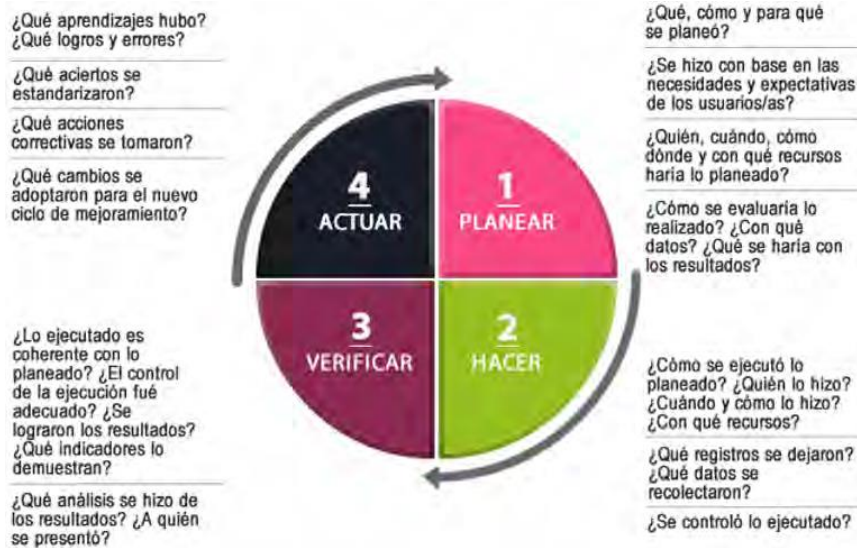 ¿Qué aprendizajes hubo?
¿Qué logros y errores?
¿Qué aciertos se
estandarizaron?
¿Qué acciones
correctivas se tomaron?
¿Qué cambios se
adoptaron para el nuevo
ciclo de mejoramiento?
4
ACTUAR
1
PLANEAR
¿Qué, cómo y para qué
se planeó?
¿Se hizo con base en las
necesidades y expectativas
de los usuarios/as?
¿Quién, cuándo, cómo
dónde y con qué recursos
haría lo planeado?
¿Cómo se evaluaría lo
realizado? ¿Con qué
datos? ¿Qué se haría con
los resultados?
¿Lo ejecutado es
coherente con lo
planeado? ¿El control
de la ejecución fué
adecuado? ¿Se
lograron los resultados?
¿Qué indicadores lo
demuestran?
¿Qué análisis se hizo de
los resultados? ¿A quién
se presentó?
3
VERIFICAR
2
HACER
¿Cómo se ejecutó lo
planeado? ¿Quién lo hizo?
¿Cuándo y cómo lo hizo?
¿Con qué recursos?
¿Qué registros se dejaron?
¿Qué datos se
recolectaron?
¿Se controló lo ejecutado?